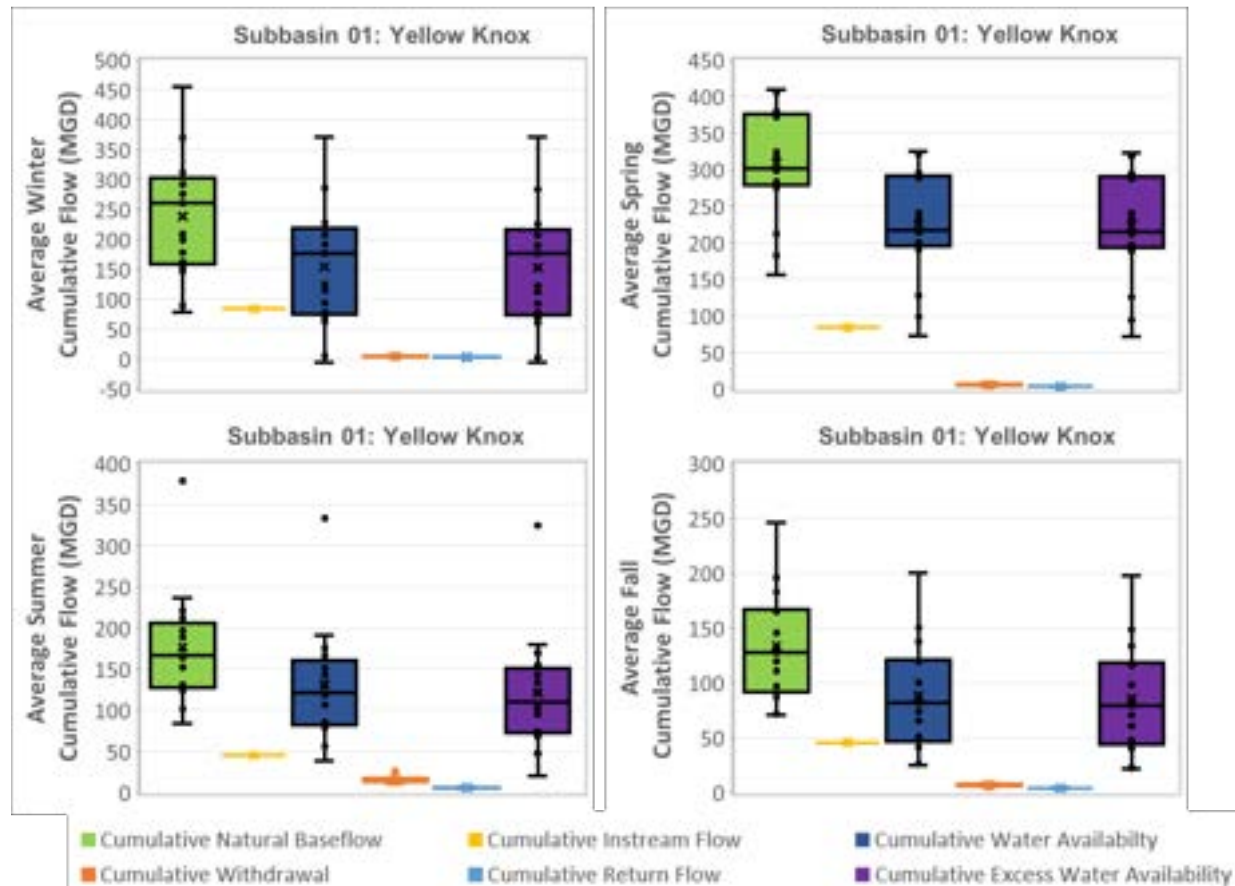 Subbasin 01: Yellow Knox
Average Winter
Cumulative Flow (MGD)
500
450
400
350
300
250
200
150
100
50
0
-50
Subbasin 01: Yellow Knox
Average Spring
Cumulative Flow (MGD)
450
400
350
300
250
200
150
100
50
0
Subbasin 01: Yellow Knox
Average Summer
Cumulative Flow (MGD)
400
350
300
250
200
150
100
50
0
Subbasin 01: Yellow Knox
Average Fall
Cumulative Flow (MGD)
300
250
200
150
100
50
0
Cumulative Natural Baseflow
Cumulative Instream Flow
Cumulative Water Availabilty
Cumulative Withdrawal
Cumulative Return Flow
Cumulative Excess Water Availability